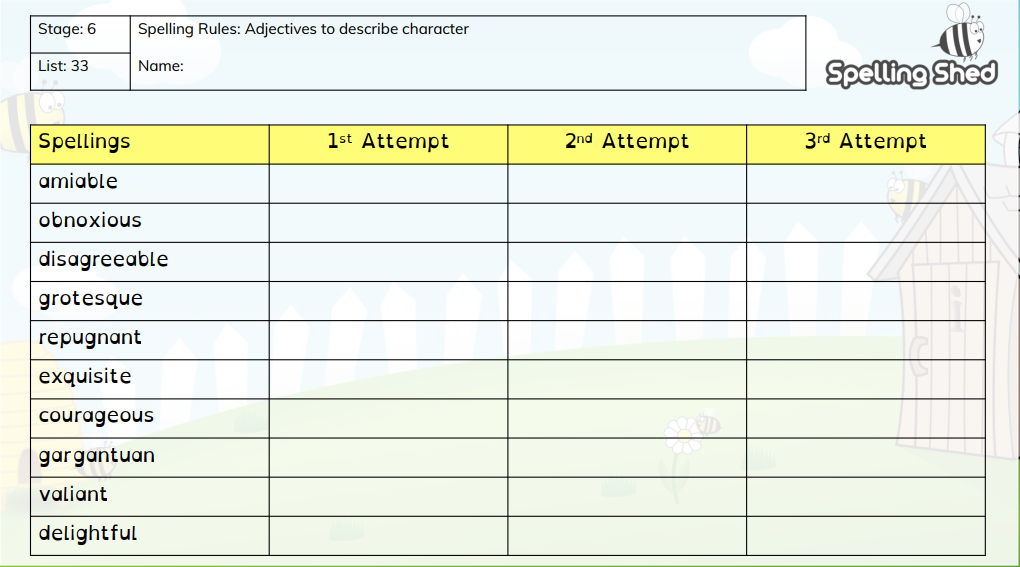 Stage: 6
Spelling Rules: Adjectives to describe character
List: 33
Name:
Spelling Shed
Spellings 1st Attempt 2nd Attempt 3rd Attempt
amiable
obnoxious
disagreeable
grotesque
repugnant
exquisite
courageous
gargantuan
valiant
delightful